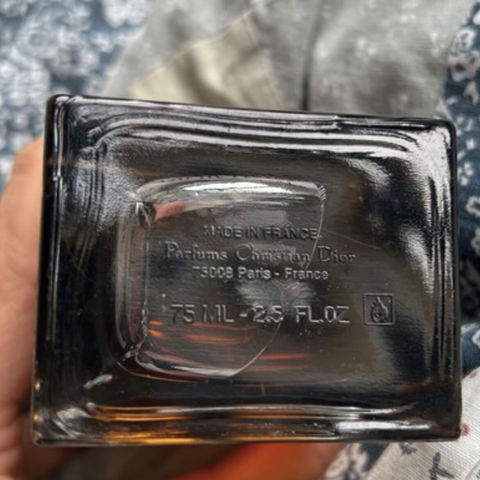 MADE IN FRANCE
Parfums Christian Dior
75008 Paris - France
75 ML - 2.5 FL.OZ